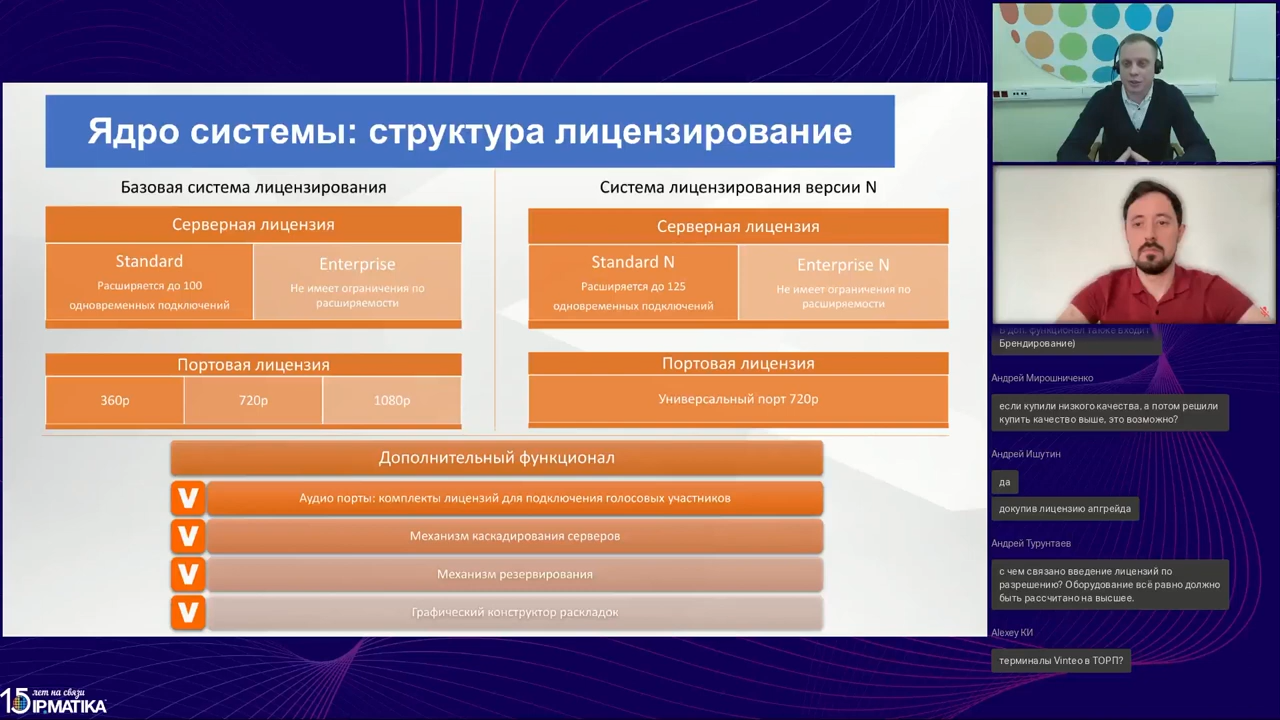 Ядро системы: структура лицензирование
Базовая система лицензирования
Серверная лицензия
Standard
Расширяется до 100
одновременных подключений
Enterprise
Не имеет ограничения по
расширяемости
Портовая лицензия
360p
720p
1080p
Система лицензирования версии N
Серверная лицензия
Standard N
Расширяется до 125
одновременных подключений
Enterprise N
Не имеет ограничения по
расширяемости
Портовая лицензия
Универсальный порт 720p
Дополнительный функционал
V Аудио порты: комплекты лицензий для подключения голосовых участников
V Механизм каскадирования серверов
V Механизм резервирования
V Графический конструктор раскладок
В доп. функционал также входит
Брендирование)
Андрей Мирошниченко
если купили низкого качества, а потом решили
купить качество выше, это возможно?
Андрей Ишутин
да
докупив лицензию апгрейда
Андрей Турунтаев
с чем связано введение лицензий по
разрешению? Оборудование всё равно должно
быть рассчитано на высшее.
Alexey КИ
терминалы Vinteo в ТОРП?
15 лет на связи
IPMATIKA